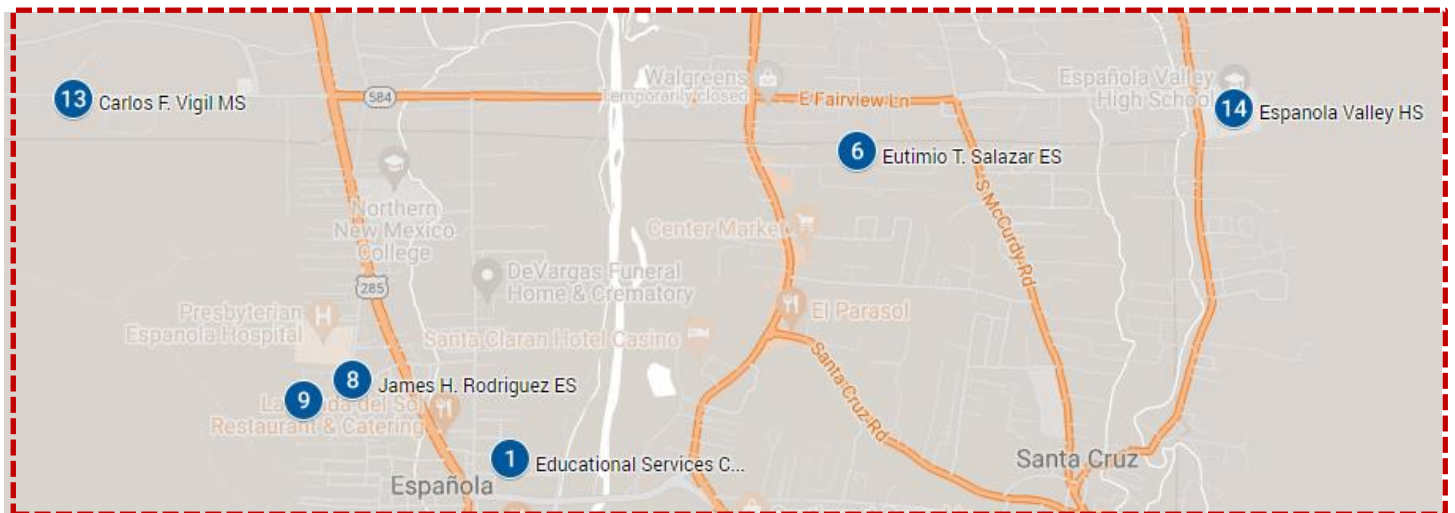 13 Carlos F. Vigil MS
584
Walgreens
Temporarily closed
E Fairview Ln
Española Valley
High School
14 Espanola Valley HS
6 Eutimio T. Salazar ES
Northern
New Mexico
College
S McCurdy Rd
Center Market
DeVargas Funeral
Home & Crematory
285
Presbyterian
Espanola Hospital
El Parasol
Santa Claran Hotel Casino
8 James H. Rodriguez ES
9
Restaurant & Catering
Santa Cruz Rd
1 Educational Services C...
Santa Cruz
Española